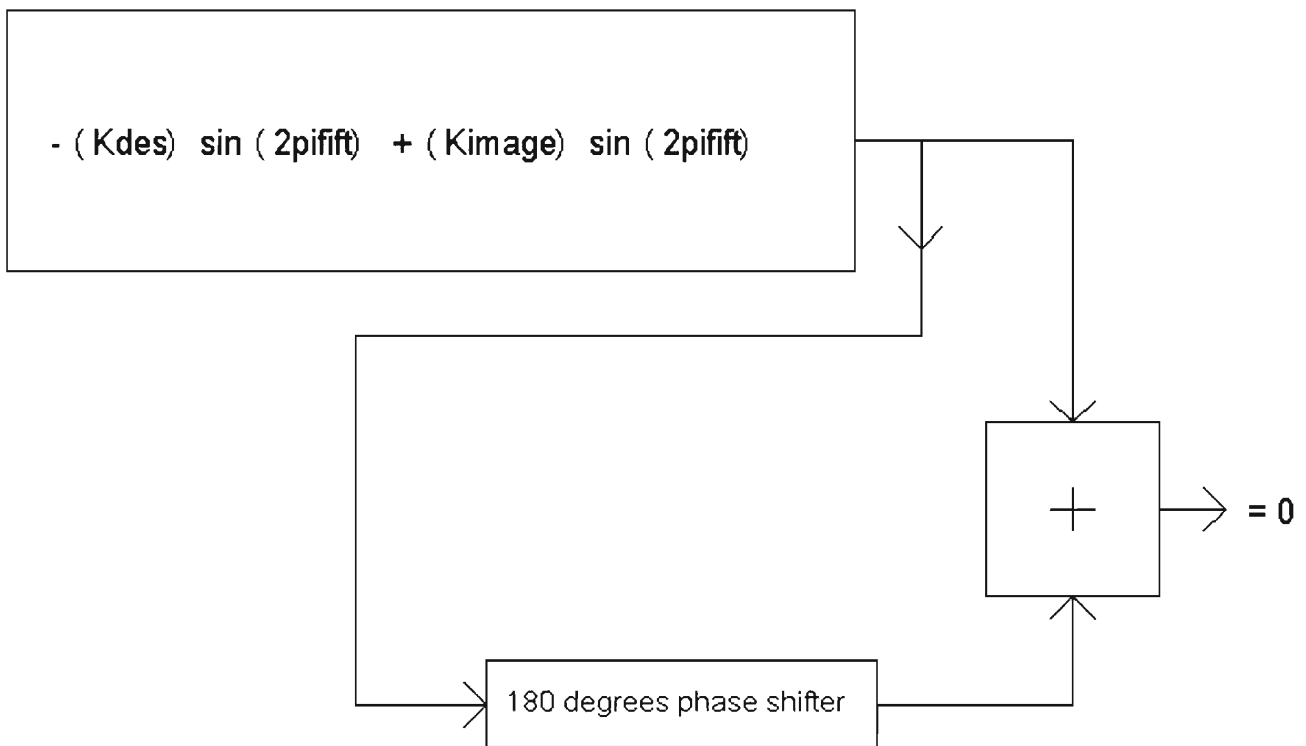 - ( Kdes) sin ( 2pifift) + ( Kimage) sin ( 2pifift)
+
= 0
180 degrees phase shifter